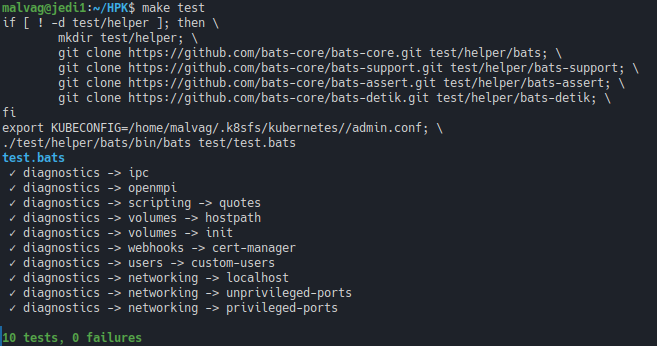 malvag@jedi1:~/HPK$ make test
if [ ! -d test/helper ]; then \
        mkdir test/helper; \
        git clone https://github.com/bats-core/bats-core.git test/helper/bats; \
        git clone https://github.com/bats-core/bats-support.git test/helper/bats-support; \
        git clone https://github.com/bats-core/bats-assert.git test/helper/bats-assert; \
        git clone https://github.com/bats-core/bats-detik.git test/helper/bats-detik; \
fi
export KUBECONFIG=/home/malvag/.k8sfs/kubernetes//admin.conf; \
./test/helper/bats/bin/bats test/test.bats
test.bats
 ✓ diagnostics -> ipc
 ✓ diagnostics -> openmpi
 ✓ diagnostics -> scripting -> quotes
 ✓ diagnostics -> volumes -> hostpath
 ✓ diagnostics -> volumes -> init
 ✓ diagnostics -> webhooks -> cert-manager
 ✓ diagnostics -> users -> custom-users
 ✓ diagnostics -> networking -> localhost
 ✓ diagnostics -> networking -> unprivileged-ports
 ✓ diagnostics -> networking -> privileged-ports
10 tests, 0 failures